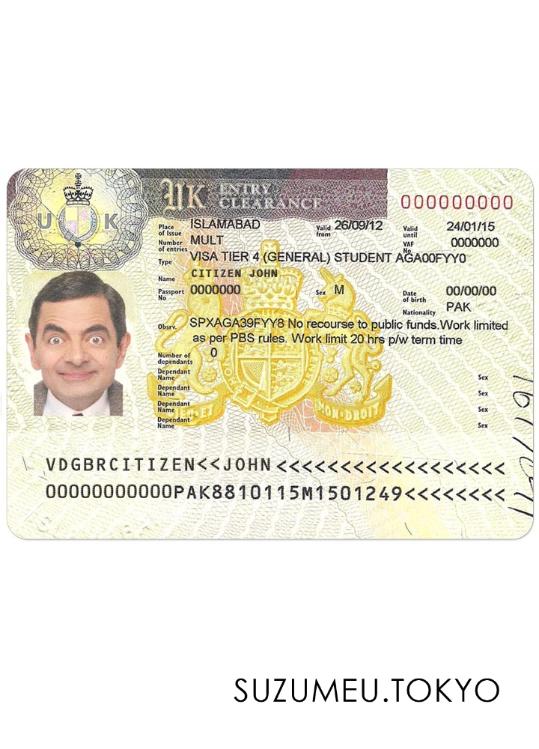 UK ENTRY CLEARANCE 000000000
U K
Place of Issue ISLAMABAD Valid from 26/09/12 Valid until 24/01/15
Number of entries MULT VAF No 0000000
Type VISA TIER 4 (GENERAL) STUDENT AGA00FYY0
CITIZEN JOHN
Passport No 0000000 Sex M Date of birth 00/00/00
Nationality PAK
Observ. SPXAGA39FYY8 No recourse to public funds.Work limited
as per PBS rules. Work limit 20 hrs p/w term time
Number of dependants 0
Dependant Name Sex
Dependant Name Sex
Dependant Name Sex
Dependant Name Sex
MON DROIT
VDGBRCITIZEN<<JOHN<<<<<<<<<<<<<<<<<<
00000000000PAK8810115M1501249<<<<<<<
SUZUMEU.TOKYO